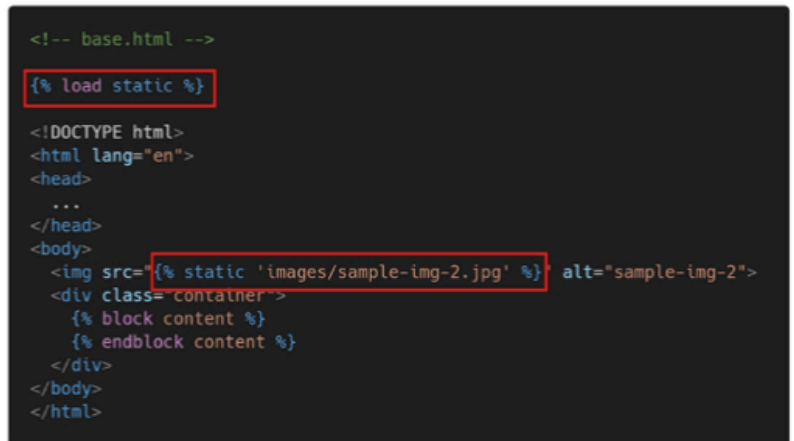 <!-- base.html -->
{% load static %}
<!DOCTYPE html>
<html lang="en">
<head>
...
</head>
<body>
<img src="{% static 'images/sample-img-2.jpg' %}" alt="sample-img-2">
<div class="container">
{% block content %}
{% endblock content %}
</div>
</body>
</html>